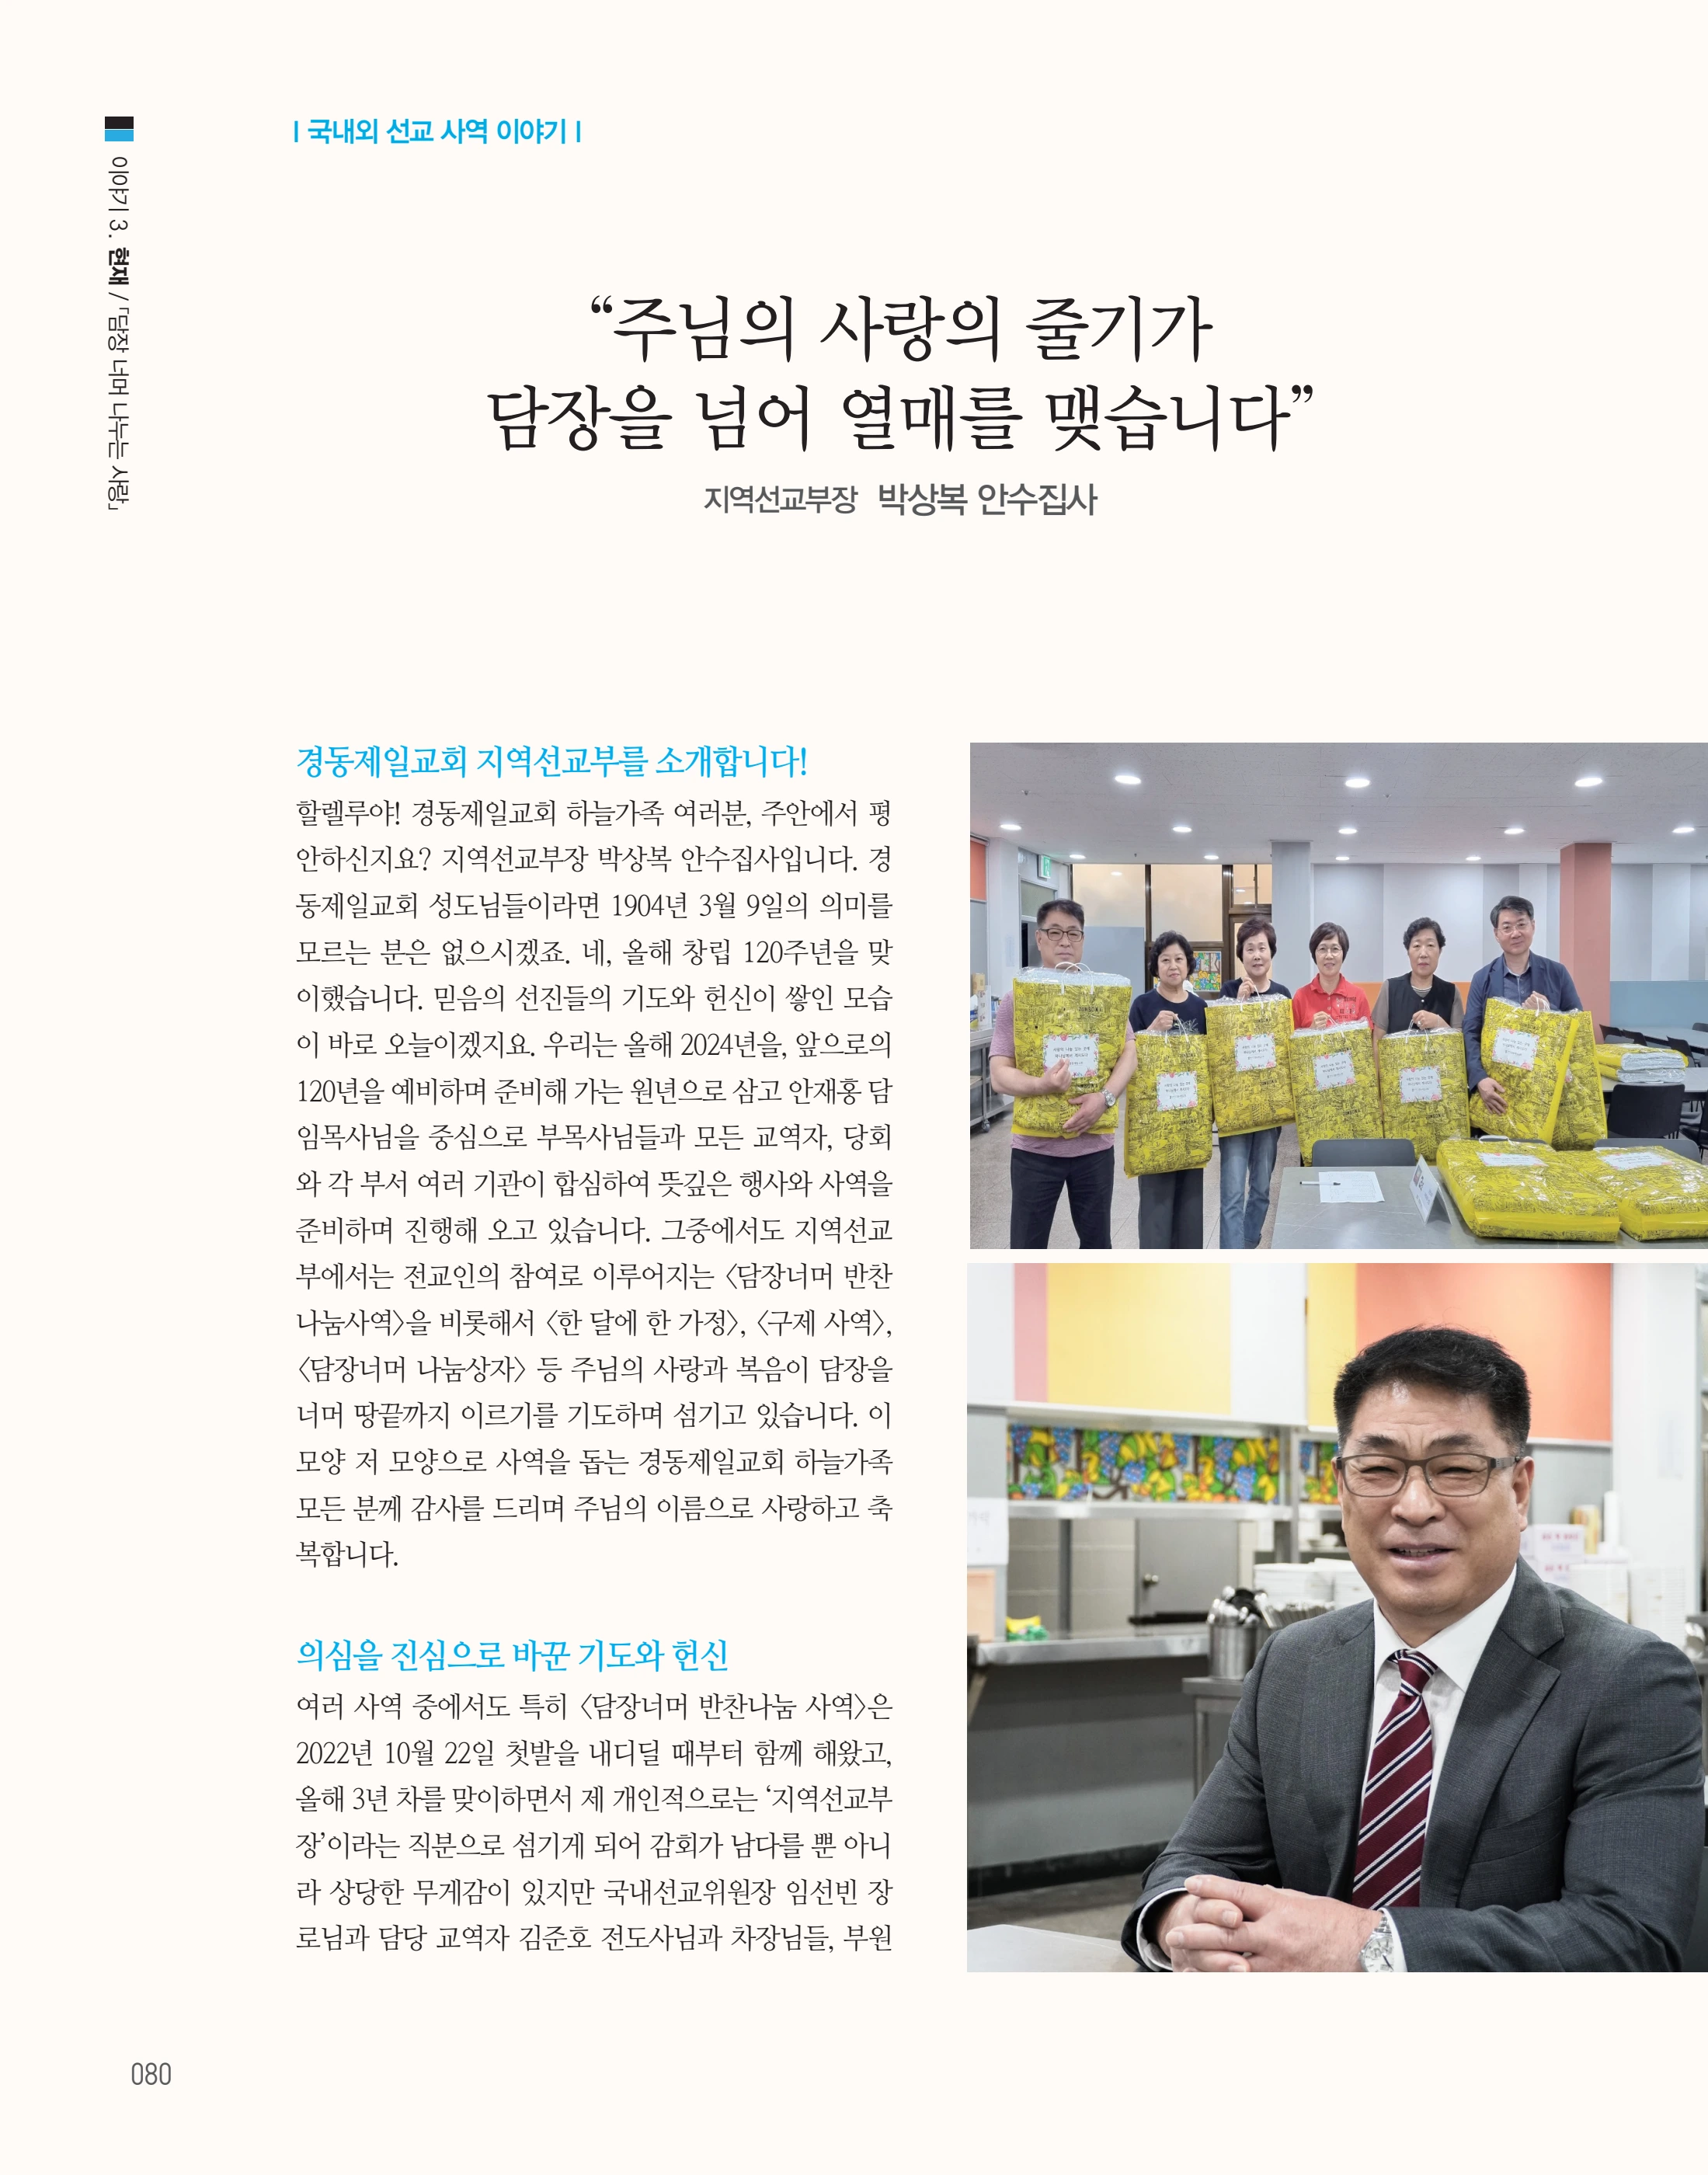 | 국내외 선교 사역 이야기 |
이야기 3. 현재 / 「담장 너머 나누는 사랑」
“주님의 사랑의 줄기가
담장을 넘어 열매를 맺습니다”
지역선교부장 박상복 안수집사
경동제일교회 지역선교부를 소개합니다!
할렐루야! 경동제일교회 하늘가족 여러분, 주안에서 평
안하신지요? 지역선교부장 박상복 안수집사입니다. 경
동제일교회 성도님들이라면 1904년 3월 9일의 의미를
모르는 분은 없으시겠죠. 네, 올해 창립 120주년을 맞
이했습니다. 믿음의 선진들의 기도와 헌신이 쌓인 모습
이 바로 오늘이겠지요. 우리는 올해 2024년을, 앞으로의
120년을 예비하며 준비해 가는 원년으로 삼고 안재홍 담
임목사님을 중심으로 부목사님들과 모든 교역자, 당회
와 각 부서 여러 기관이 합심하여 뜻깊은 행사와 사역을
준비하며 진행해 오고 있습니다. 그중에서도 지역선교
부에서는 전교인의 참여로 이루어지는 〈담장너머 반찬
나눔사역〉을 비롯해서 〈한 달에 한 가정〉, 〈구제 사역〉,
〈담장너머 나눔상자〉 등 주님의 사랑과 복음이 담장을
너머 땅끝까지 이르기를 기도하며 섬기고 있습니다. 이
모양 저 모양으로 사역을 돕는 경동제일교회 하늘가족
모든 분께 감사를 드리며 주님의 이름으로 사랑하고 축
복합니다.
의심을 진심으로 바꾼 기도와 헌신
여러 사역 중에서도 특히 〈담장너머 반찬나눔 사역〉은
2022년 10월 22일 첫발을 내디딜 때부터 함께 해왔고,
올해 3년 차를 맞이하면서 제 개인적으로는 ‘지역선교부
장’이라는 직분으로 섬기게 되어 감회가 남다를 뿐 아니
라 상당한 무게감이 있지만 국내선교위원장 임선빈 장
로님과 담당 교역자 김준호 전도사님과 차장님들, 부원
080